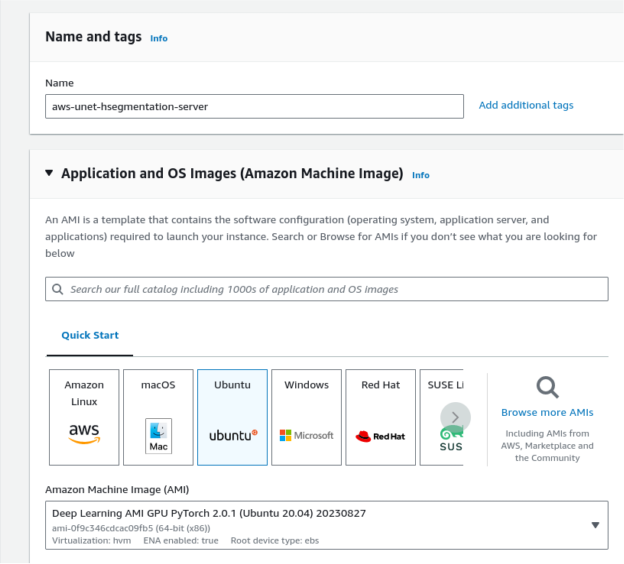 Name and tags Info
Name
aws-unet-hsegmentation-server
Add additional tags
Application and OS Images (Amazon Machine Image) Info
An AMI is a template that contains the software configuration (operating system, application server, and
applications) required to launch your instance. Search or Browse for AMIs if you don't see what you are looking for
below
Search our full catalog including 1000s of application and OS images
Quick Start
Amazon
Linux
aws
macOS
Mac
Ubuntu
ubuntu
Windows
Microsoft
Red Hat
Red Hat
SUSE Li
SUS
Browse more AMIs
Including AMIs from
AWS, Marketplace and
the Community
Amazon Machine Image (AMI)
Deep Learning AMI GPU PyTorch 2.0.1 (Ubuntu 20.04) 20230827
ami-0f9c346cdcac09fb5 (64-bit (x86))
Virtualization: hvm ENA enabled: true Root device type: ebs